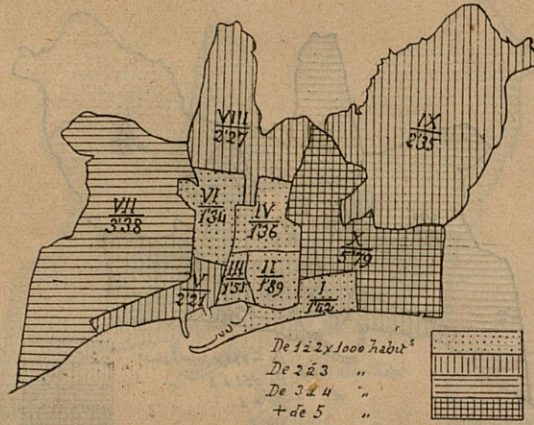 VIII
2'27
IX
2'35
VI
1'34
IV
1'36
VII
3'38
X
5'79
V
2'21
III
1'51
II
1'89
I
1'42
De 1 à 2 x 1000 habits
De 2 à 3 „
De 3 à 4 „
+ de 5 „